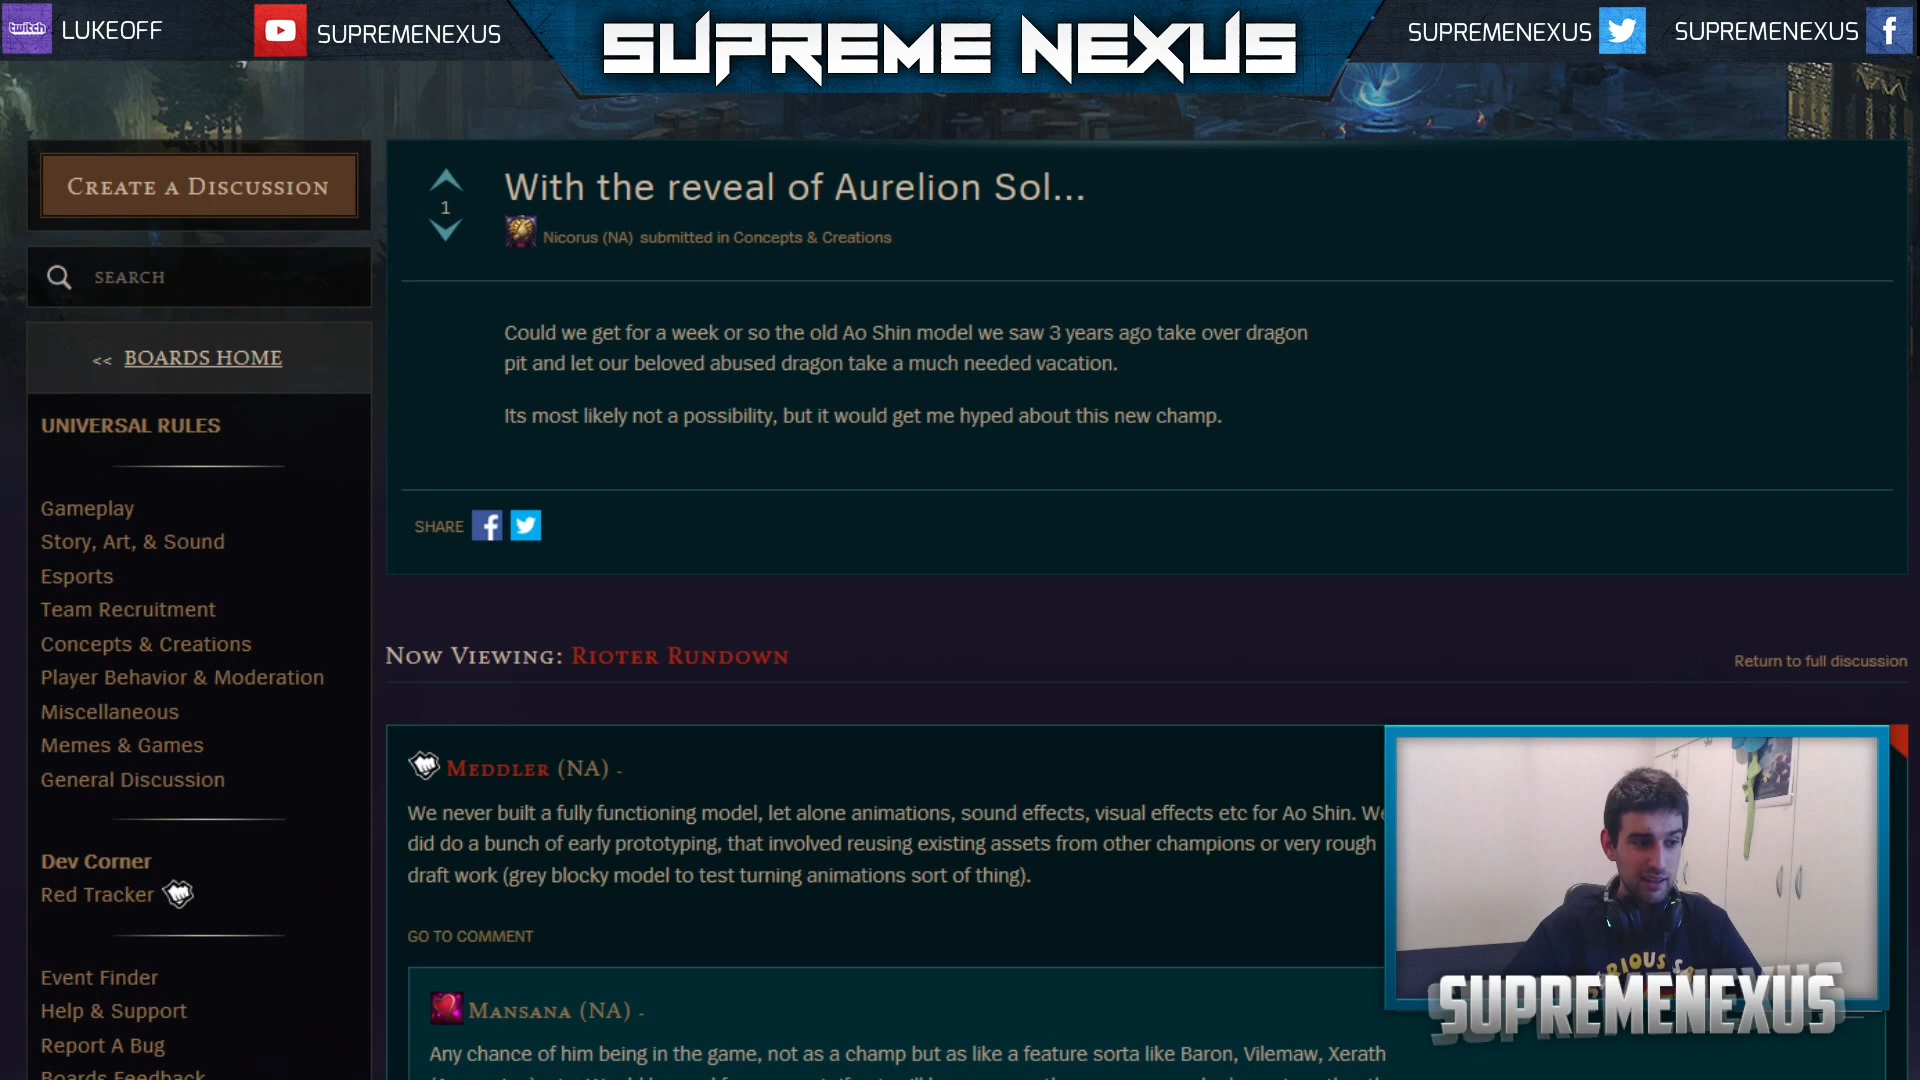 twitch LUKEOFF
SUPREMENEXUS
SUPREME NEXUS
SUPREMENEXUS
SUPREMENEXUS
CREATE A DISCUSSION
SEARCH
<< BOARDS HOME
UNIVERSAL RULES
Gameplay
Story, Art, & Sound
Esports
Team Recruitment
Concepts & Creations
Player Behavior & Moderation
Miscellaneous
Memes & Games
General Discussion
Dev Corner
Red Tracker
Event Finder
Help & Support
Report A Bug
Boards Feedback
1
With the reveal of Aurelion Sol...
Nicorus (NA) submitted in Concepts & Creations
Could we get for a week or so the old Ao Shin model we saw 3 years ago take over dragon
pit and let our beloved abused dragon take a much needed vacation.
Its most likely not a possibility, but it would get me hyped about this new champ.
SHARE
NOW VIEWING: RIOTER RUNDOWN
Return to full discussion
MEDDLER (NA) -
We never built a fully functioning model, let alone animations, sound effects, visual effects etc for Ao Shin. We
did do a bunch of early prototyping, that involved reusing existing assets from other champions or very rough
draft work (grey blocky model to test turning animations sort of thing).
GO TO COMMENT
MANSANA (NA) -
Any chance of him being in the game, not as a champ but as like a feature sorta like Baron, Vilemaw, Xerath
SUPREMENEXUS